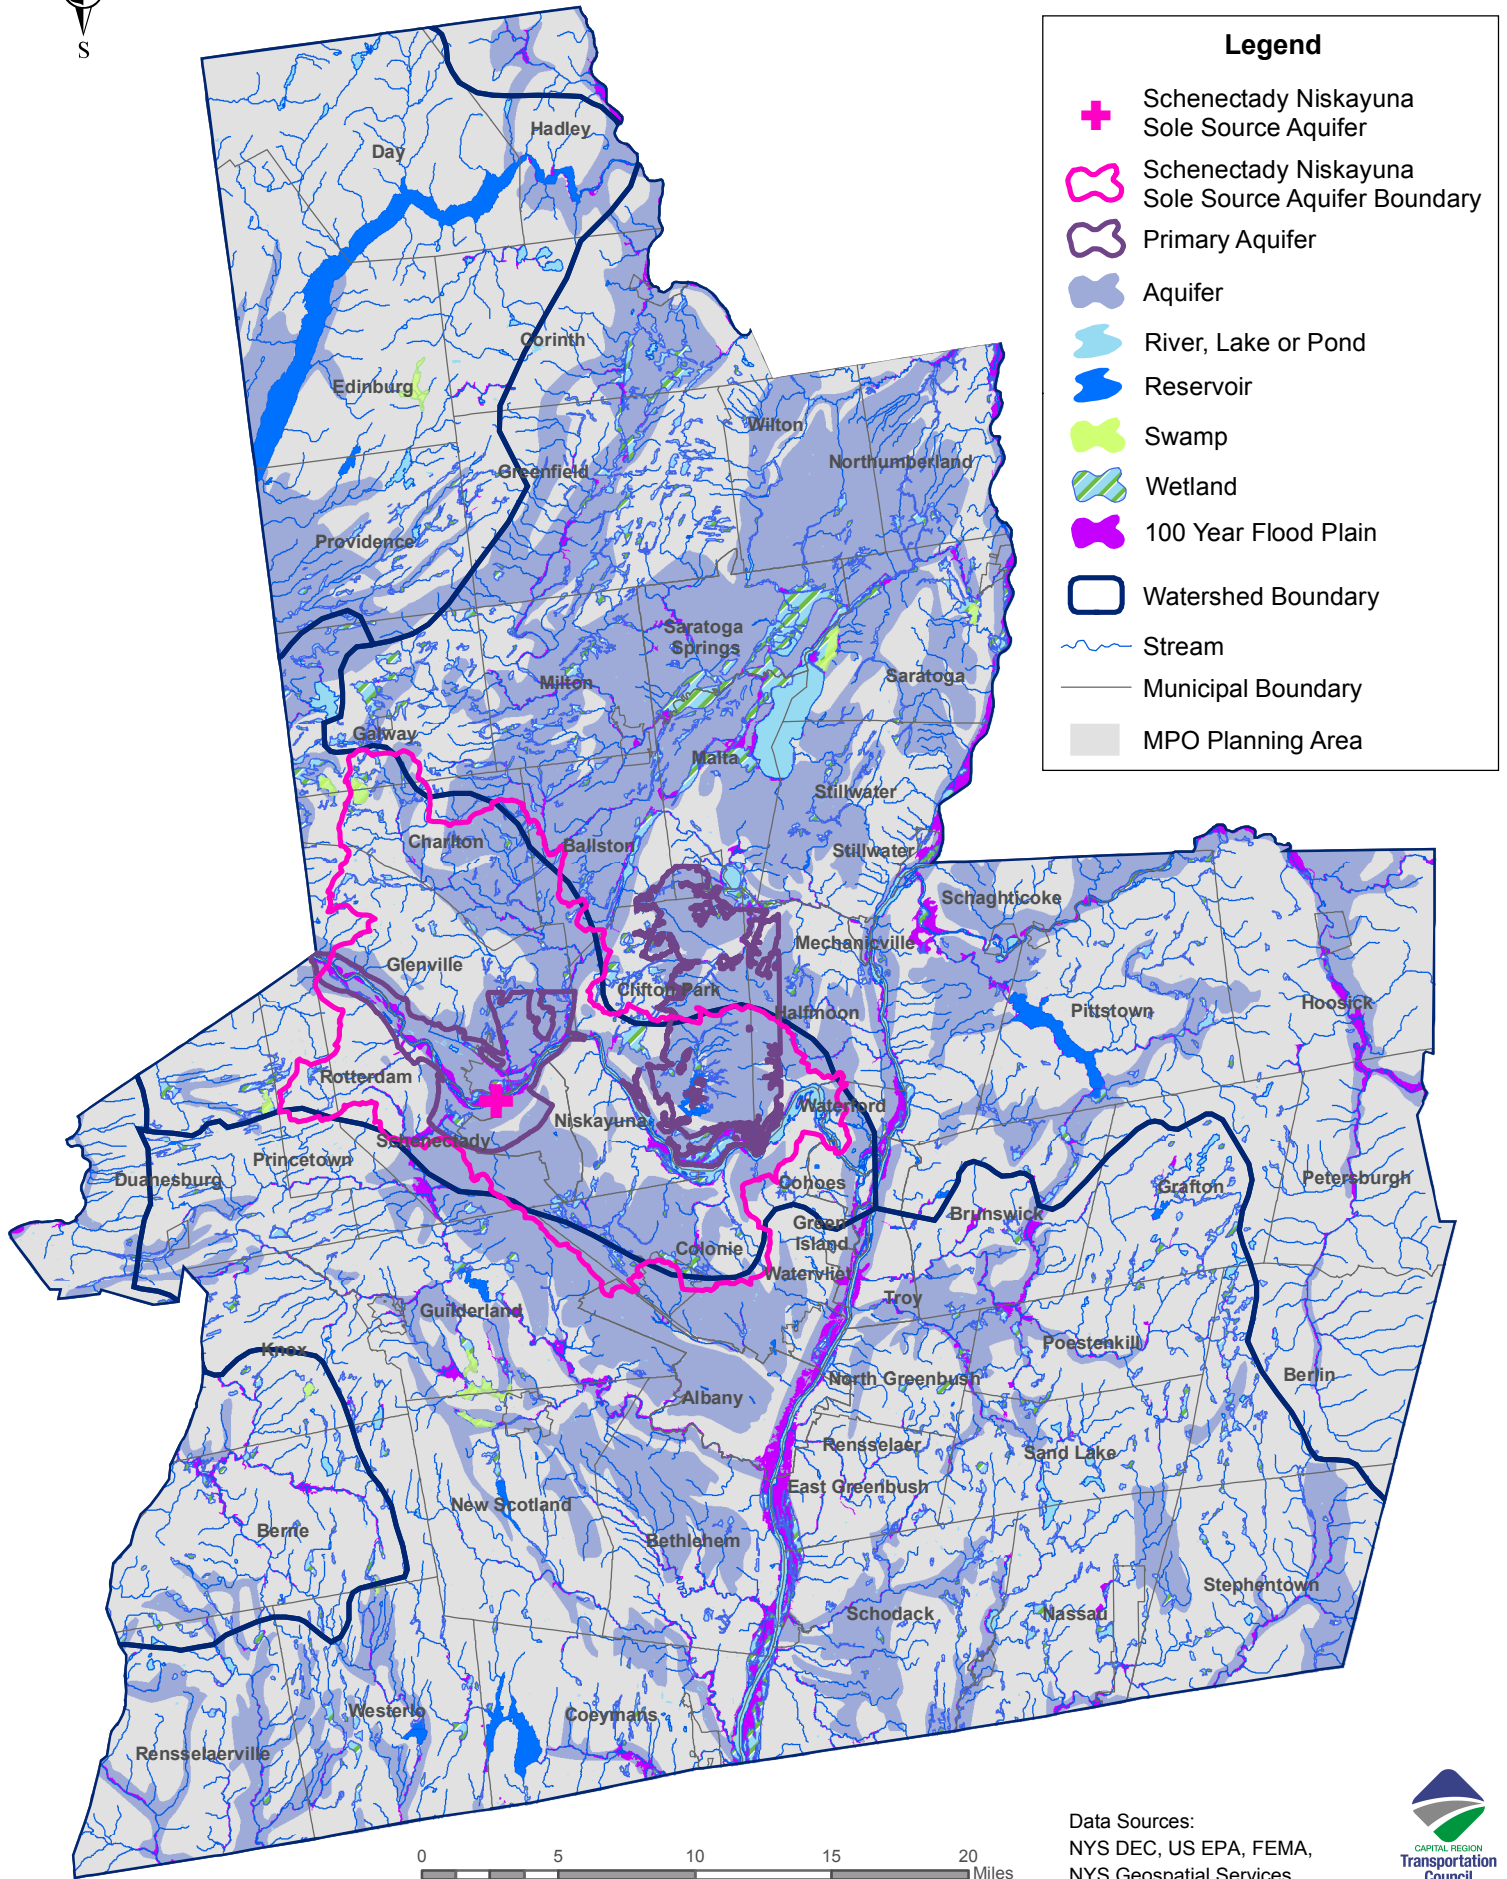 S
Legend
Schenectady Niskayuna
Sole Source Aquifer
Schenectady Niskayuna
Sole Source Aquifer Boundary
Primary Aquifer
Aquifer
River, Lake or Pond
Reservoir
Swamp
Wetland
100 Year Flood Plain
Watershed Boundary
Stream
Municipal Boundary
MPO Planning Area
Hadley
Day
Corinth
Edinburg
Wilton
Northumberland
Greenfield
Providence
Saratoga
Springs
Saratoga
Milton
Galway
Malta
Stillwater
Charlton
Ballston
Stillwater
Schaghticoke
Mechanicville
Glenville
Clifton Park
Halfmoon
Pittstown
Hoosick
Rotterdam
Waterford
Niskayuna
Schenectady
Princetown
Duanesburg
Cohoes
Grafton
Petersburgh
Brunswick
Green
Island
Colonie
Watervliet
Troy
Guilderland
Poestenkill
Knox
North Greenbush
Berlin
Albany
Rensselaer
Sand Lake
East Greenbush
New Scotland
Berne
Bethlehem
Stephentown
Schodack
Nassau
Westerlo
Coeymans
Rensselaerville
0 5 10 15 20
Miles
Data Sources:
NYS DEC, US EPA, FEMA,
NYS Geospatial Services
CAPITAL REGION
Transportation
Council